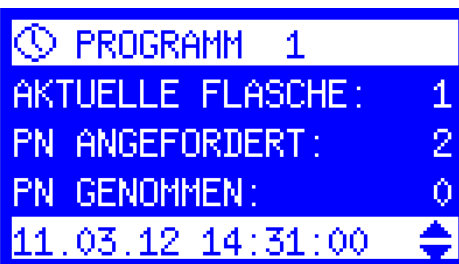 PROGRAMM 1
AKTUELLE FLASCHE: 1
PN ANGEFORDERT: 2
PN GENOMMEN: 0
11.03.12 14:31:00